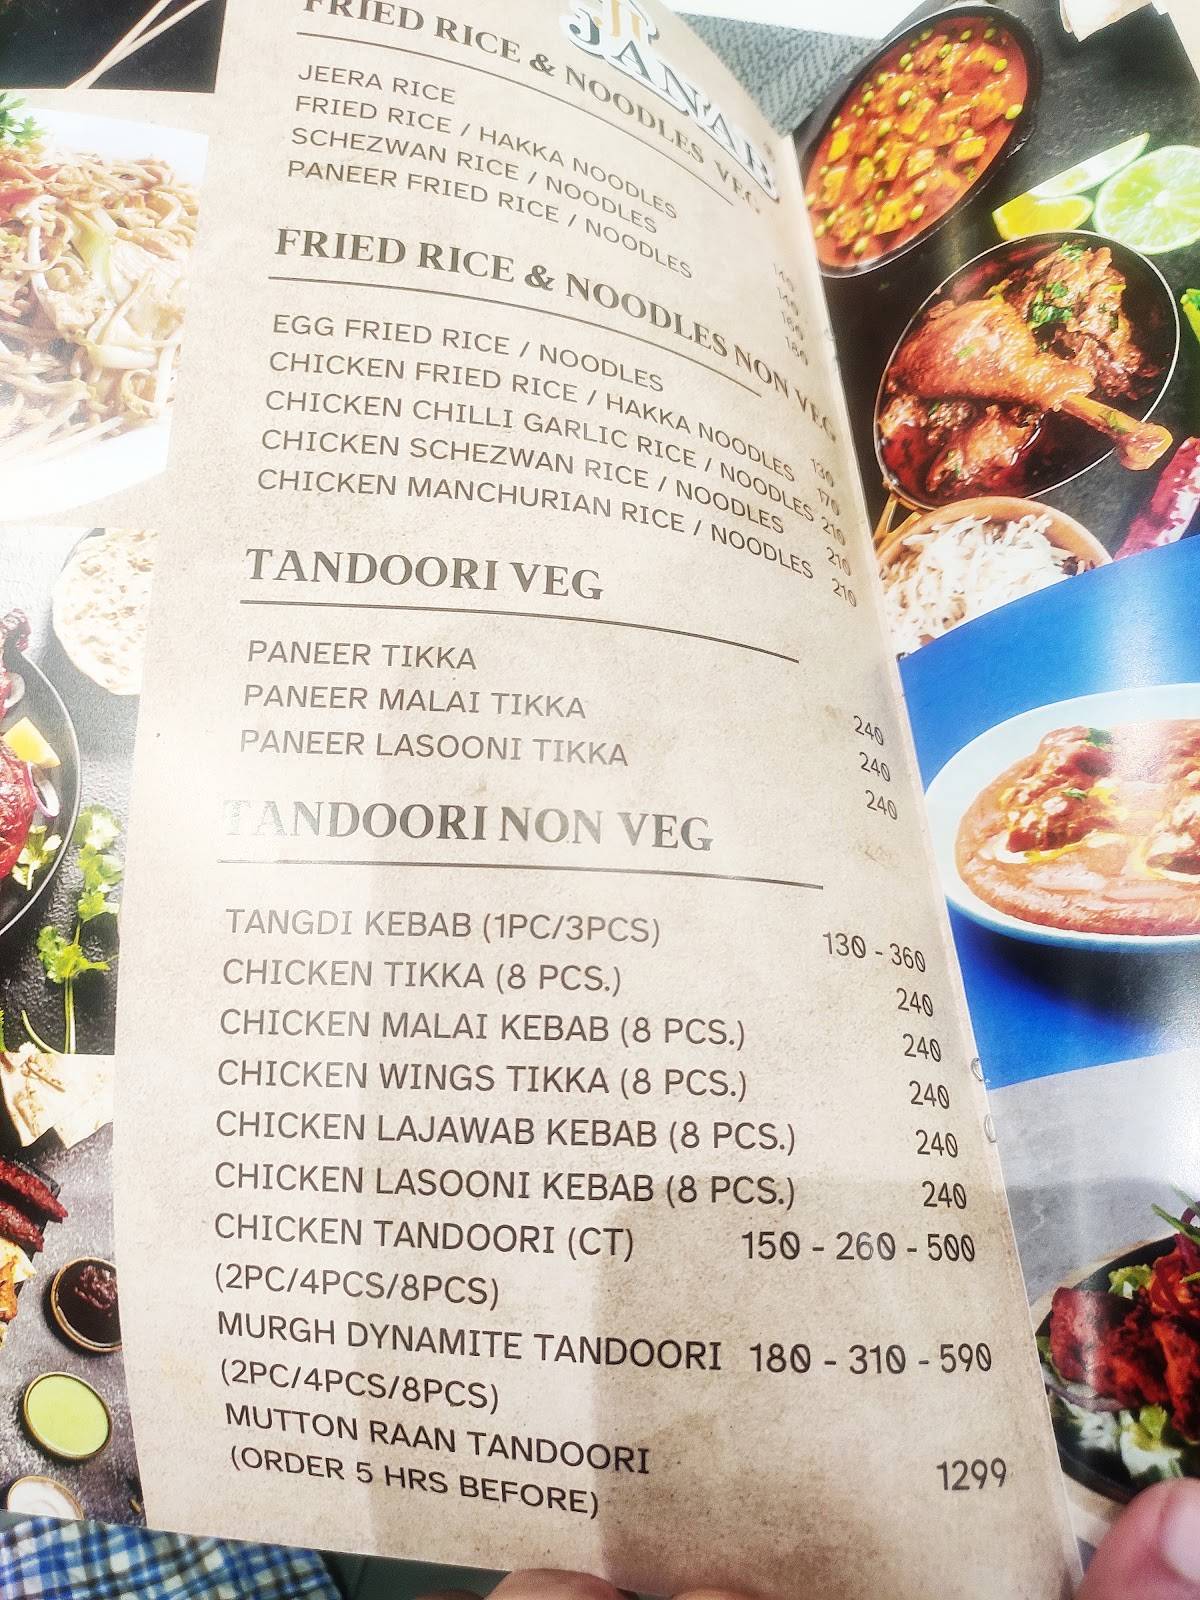 JANAB
FRIED RICE & NOODLES VEG
JEERA RICE 140
FRIED RICE / HAKKA NOODLES 140
SCHEZWAN RICE / NOODLES 160
PANEER FRIED RICE / NOODLES 180
FRIED RICE & NOODLES NON VEG
EGG FRIED RICE / NOODLES 130
CHICKEN FRIED RICE / HAKKA NOODLES 170
CHICKEN CHILLI GARLIC RICE / NOODLES 210
CHICKEN SCHEZWAN RICE / NOODLES 210
CHICKEN MANCHURIAN RICE / NOODLES 210
TANDOORI VEG
PANEER TIKKA 240
PANEER MALAI TIKKA 240
PANEER LASOONI TIKKA 240
TANDOORI NON VEG
TANGDI KEBAB (1PC/3PCS) 130 - 360
CHICKEN TIKKA (8 PCS.) 240
CHICKEN MALAI KEBAB (8 PCS.) 240
CHICKEN WINGS TIKKA (8 PCS.) 240
CHICKEN LAJAWAB KEBAB (8 PCS.) 240
CHICKEN LASOONI KEBAB (8 PCS.) 240
CHICKEN TANDOORI (CT) 150 - 260 - 500
(2PC/4PCS/8PCS)
MURGH DYNAMITE TANDOORI 180 - 310 - 590
(2PC/4PCS/8PCS)
MUTTON RAAN TANDOORI 1299
(ORDER 5 HRS BEFORE)